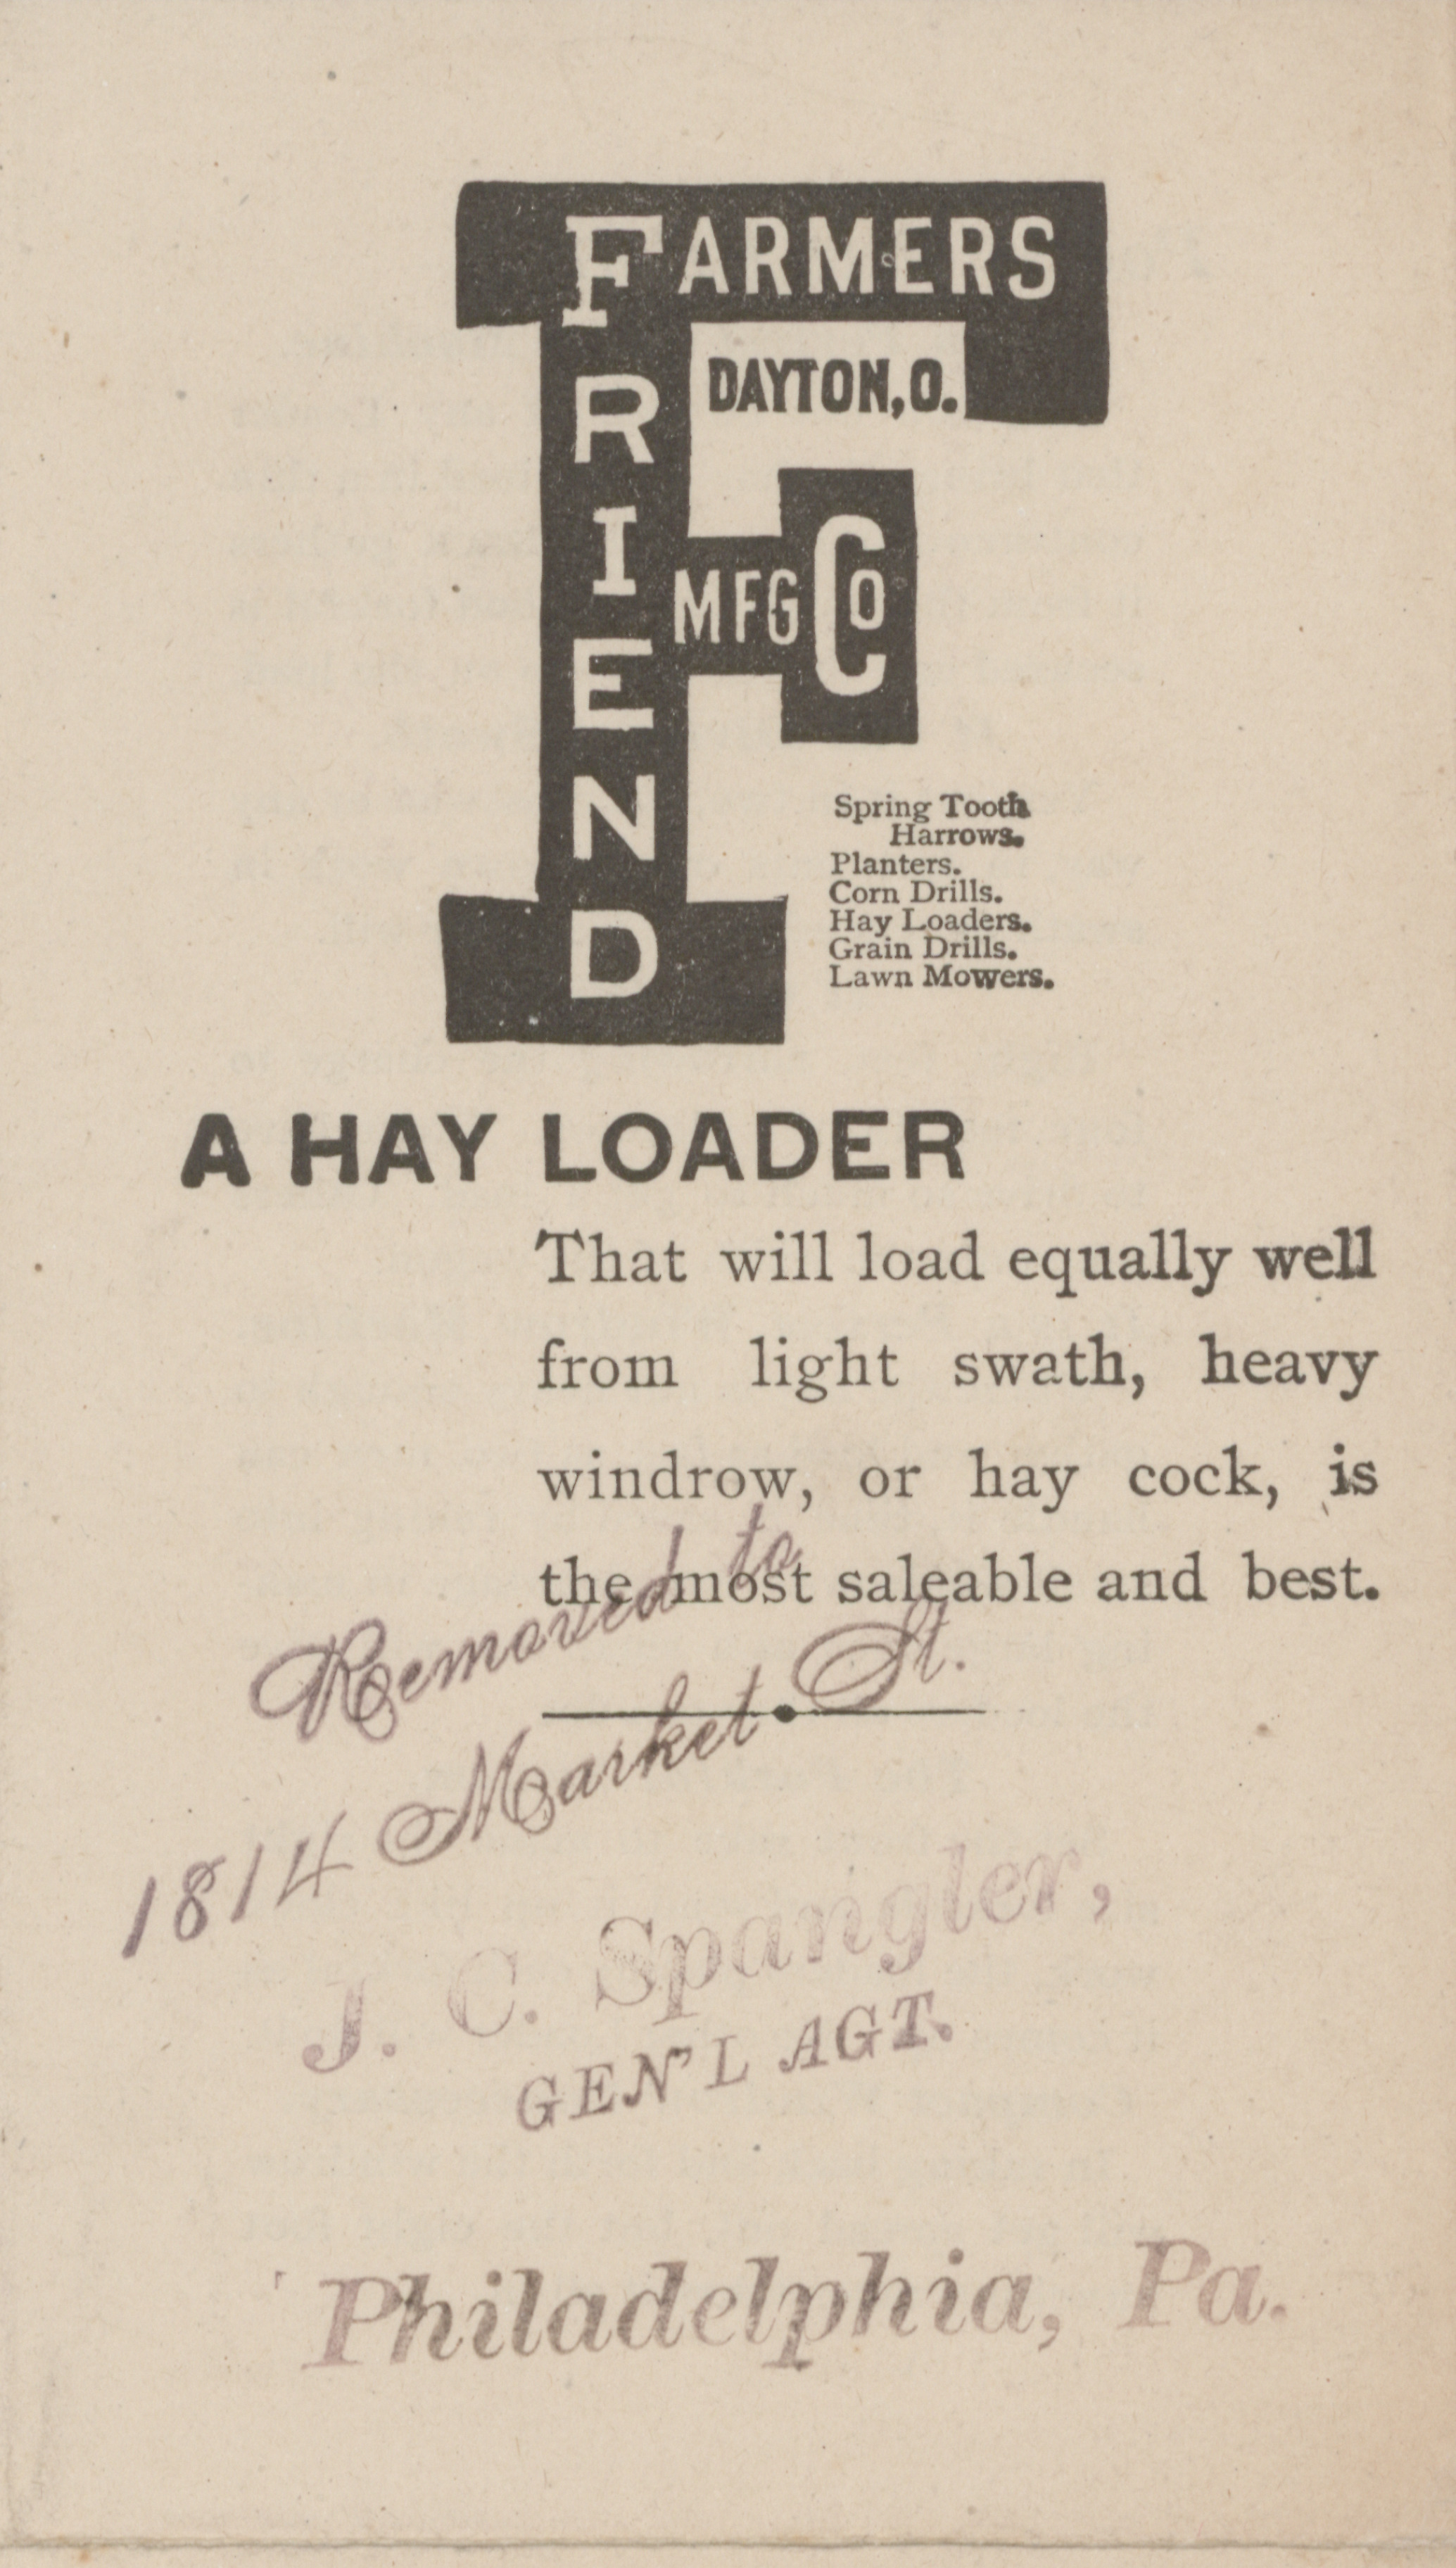 FARMERS
FRIEND
DAYTON, O.
MFG Co
Spring Tooth
Harrows.
Planters.
Corn Drills.
Hay Loaders.
Grain Drills.
Lawn Mowers.
A HAY LOADER
That will load equally well
from light swath, heavy
windrow, or hay cock, is
the most saleable and best.
Removed to
1814 Market St.
J. C. Spangler,
GEN'L AGT.
Philadelphia, Pa.